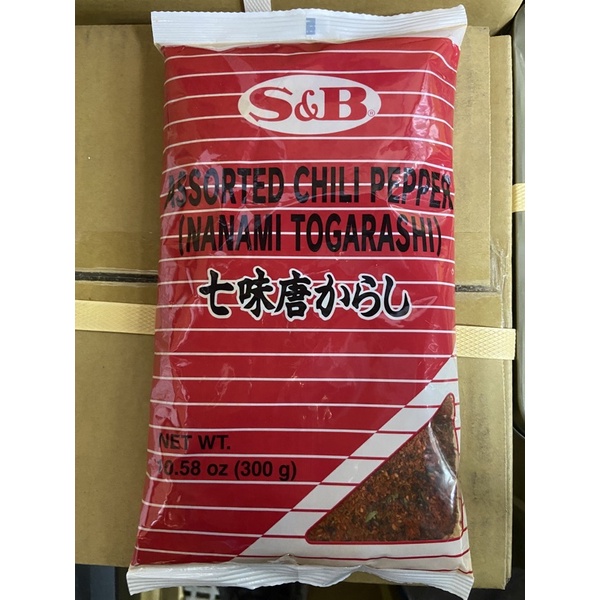 S&B®
ASSORTED CHILI PEPPER
(NANAMI TOGARASHI)
七味唐からし
NET WT.
10.58 oz (300 g)